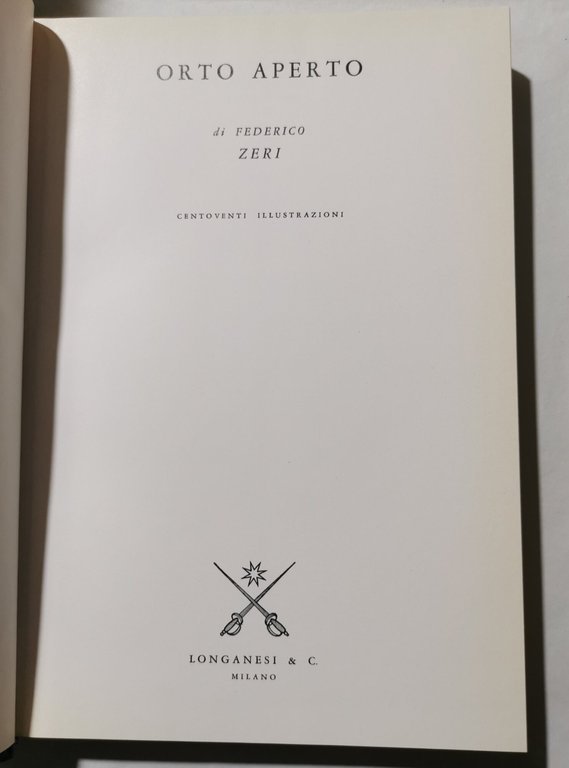 ORTO APERTO
di FEDERICO
ZERI
CENTOVENTI ILLUSTRAZIONI
LONGANESI & C.
MILANO